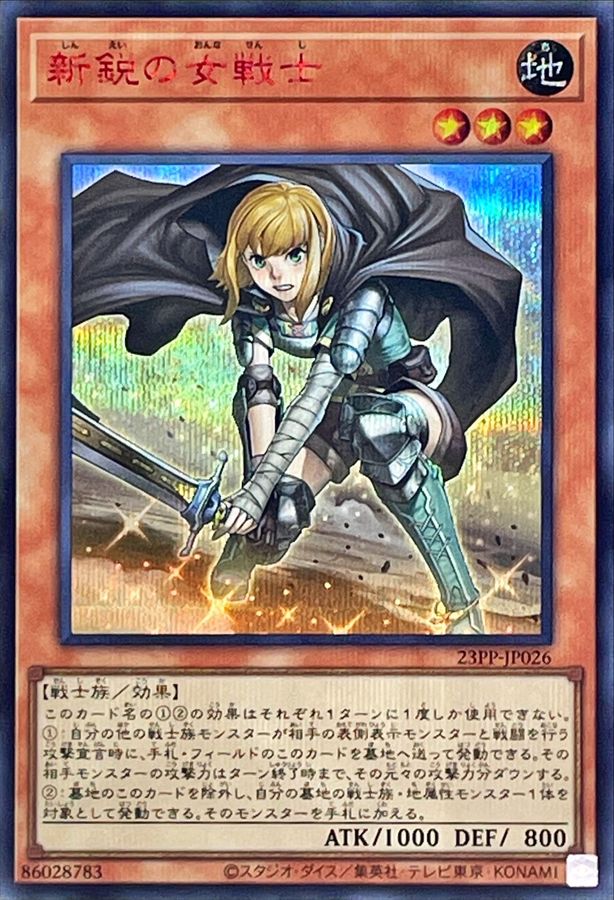 新鋭の女戦士
しん えい おんな せん し
地
ち
23PP-JP026
【戦士族/効果】
このカード名の①②の効果はそれぞれ1ターンに1度しか使用できない。
①:自分の他の戦士族モンスターが相手の表側表示モンスターと戦闘を行う
攻撃宣言時に、手札・フィールドのこのカードを墓地へ送って発動できる。その
相手モンスターの攻撃力はターン終了時まで、その元々の攻撃力分ダウンする。
②:墓地のこのカードを除外し、自分の墓地の戦士族・地属性モンスター1体を
対象として発動できる。そのモンスターを手札に加える。
ATK/1000 DEF/ 800
86028783
©スタジオ・ダイス/集英社・テレビ東京・KONAMI